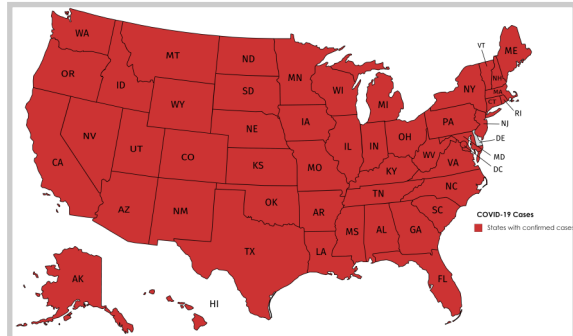 WA
ME
VT
MT
ND
OR
MN
NH
ID
WI
NY
SD
MA
MI
CT
WY
RI
IA
PA
NJ
NE
NV
OH
DE
IL
IN
UT
MD
CO
WV
CA
VA
DC
KS
MO
KY
NC
TN
OK
AZ
NM
AR
SC
COVID-19 Cases
MS
AL
GA
States with confirmed cases
TX
LA
AK
FL
HI